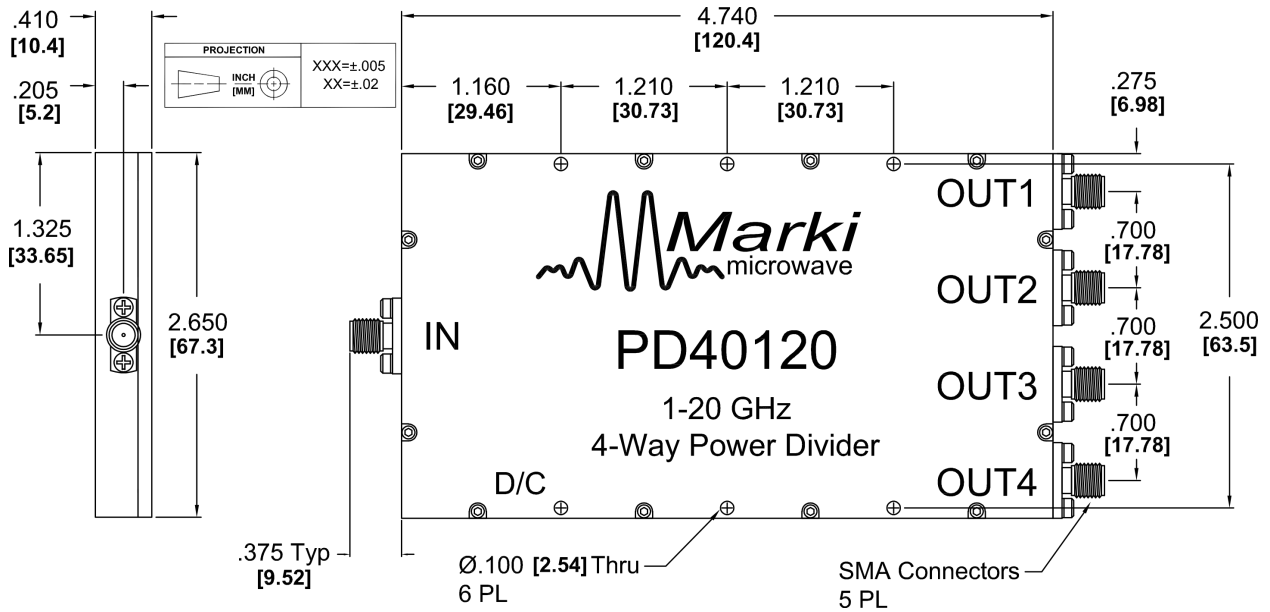 .410
[10.4]
.205
[5.2]
PROJECTION
INCH
[MM]
XXX=±.005
XX=±.02
4.740
[120.4]
1.160
[29.46]
1.210
[30.73]
1.210
[30.73]
.275
[6.98]
1.325
[33.65]
2.650
[67.3]
Marki
microwave
IN
PD40120
1-20 GHz
4-Way Power Divider
D/C
OUT1
OUT2
OUT3
OUT4
.700
[17.78]
.700
[17.78]
.700
[17.78]
2.500
[63.5]
.375 Typ
[9.52]
Ø.100 [2.54] Thru
6 PL
SMA Connectors
5 PL